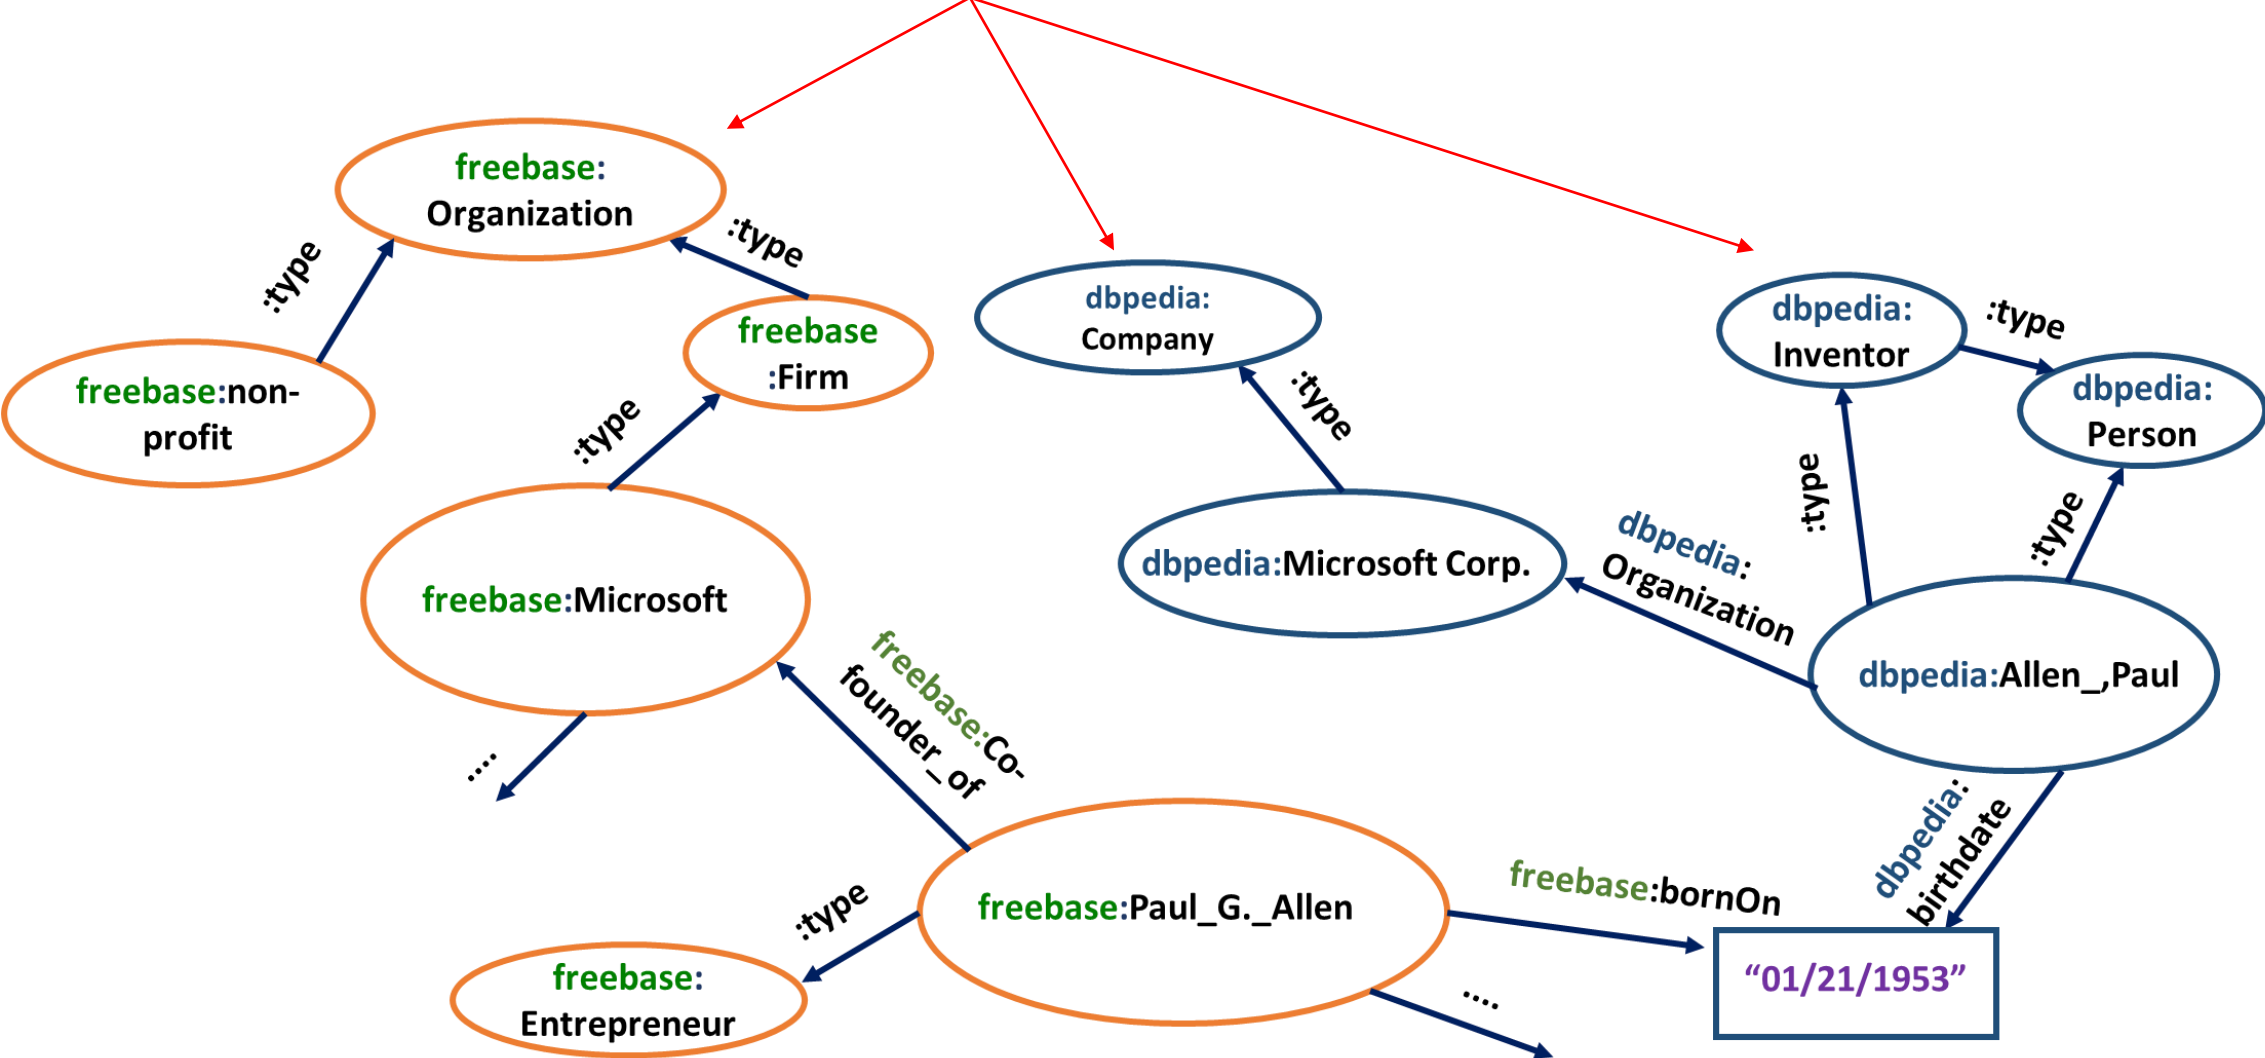 freebase:
Organization
:type
:type
dbpedia:
Company
dbpedia:
Inventor
:type
freebase
:Firm
freebase:non-
profit
dbpedia:
Person
:type
:type
:type
:type
dbpedia:
Organization
dbpedia:Microsoft Corp.
freebase:Microsoft
dbpedia:Allen_,Paul
freebase:Co-
founder_of
....
dbpedia:
birthdate
freebase:bornOn
:type
freebase:Paul_G._Allen
freebase:
Entrepreneur
....
“01/21/1953”